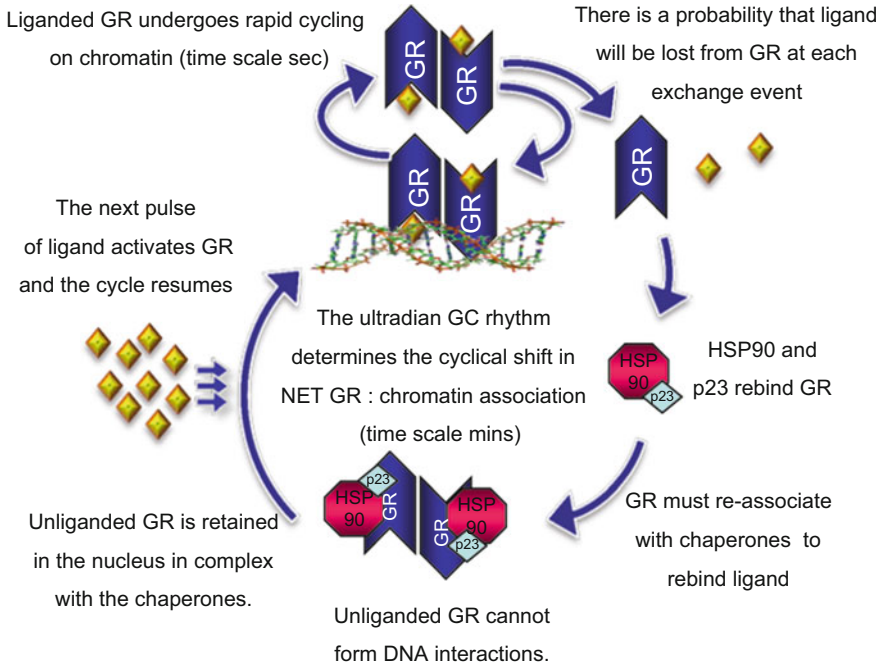 Liganded GR undergoes rapid cycling
on chromatin (time scale sec)
There is a probability that ligand
will be lost from GR at each
exchange event
GR
GR
GR
GR
GR
The next pulse
of ligand activates GR
and the cycle resumes
The ultradian GC rhythm
determines the cyclical shift in
NET GR : chromatin association
(time scale mins)
HSP
90
p23
HSP90 and
p23 rebind GR
p23
HSP
90
GR
GR
HSP
90
p23
GR must re-associate
with chaperones to
rebind ligand
Unliganded GR is retained
in the nucleus in complex
with the chaperones.
Unliganded GR cannot
form DNA interactions.